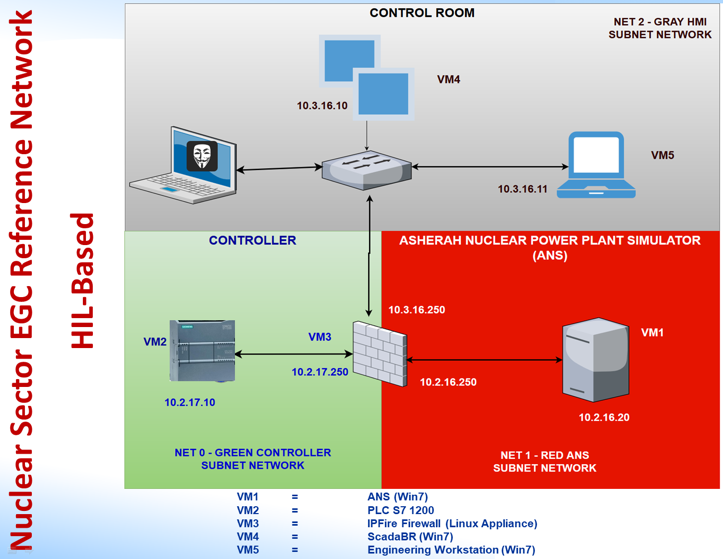 Nuclear Sector EGC Reference Network
HIL-Based
CONTROL ROOM
NET 2 - GRAY HMI
SUBNET NETWORK
VM4
10.3.16.10
VM5
10.3.16.11
CONTROLLER
ASHERAH NUCLEAR POWER PLANT SIMULATOR
(ANS)
10.3.16.250
VM2
VM3
VM1
10.2.17.250
10.2.16.250
10.2.17.10
10.2.16.20
NET 0 - GREEN CONTROLLER
SUBNET NETWORK
NET 1 - RED ANS
SUBNET NETWORK
VM1 = ANS (Win7)
VM2 = PLC S7 1200
VM3 = IPFire Firewall (Linux Appliance)
VM4 = ScadaBR (Win7)
VM5 = Engineering Workstation (Win7)